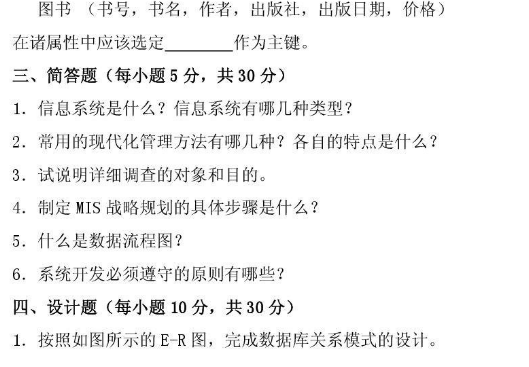 图书 （书号，书名，作者，出版社，出版日期，价格）
在诸属性中应该选定________作为主键。
三、简答题（每小题5分，共30分）
1. 信息系统是什么？信息系统有哪几种类型？
2. 常用的现代化管理方法有哪几种？各自的特点是什么？
3. 试说明详细调查的对象和目的。
4. 制定MIS战略规划的具体步骤是什么？
5. 什么是数据流程图？
6. 系统开发必须遵守的原则有哪些？
四、设计题（每小题10分，共30分）
1. 按照如图所示的E-R图，完成数据库关系模式的设计。